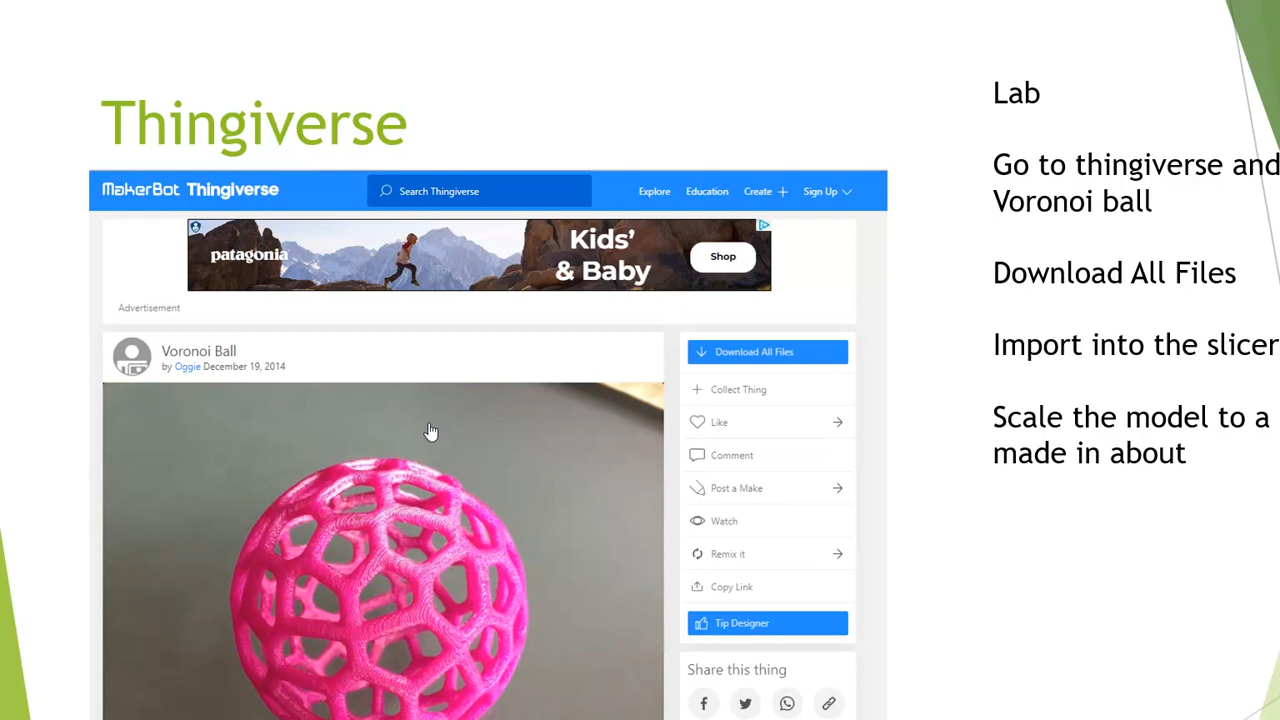 Thingiverse
MakerBot Thingiverse
Search Thingiverse
Explore
Education
Create
Sign Up
patagonia
Kids'
& Baby
Shop
Advertisement
Voronoi Ball
by Oggie December 19, 2014
Download All Files
Collect Thing
Like
Comment
Post a Make
Watch
Remix it
Copy Link
Tip Designer
Share this thing
Lab
Go to thingiverse and
Voronoi ball
Download All Files
Import into the slicer
Scale the model to a
made in about